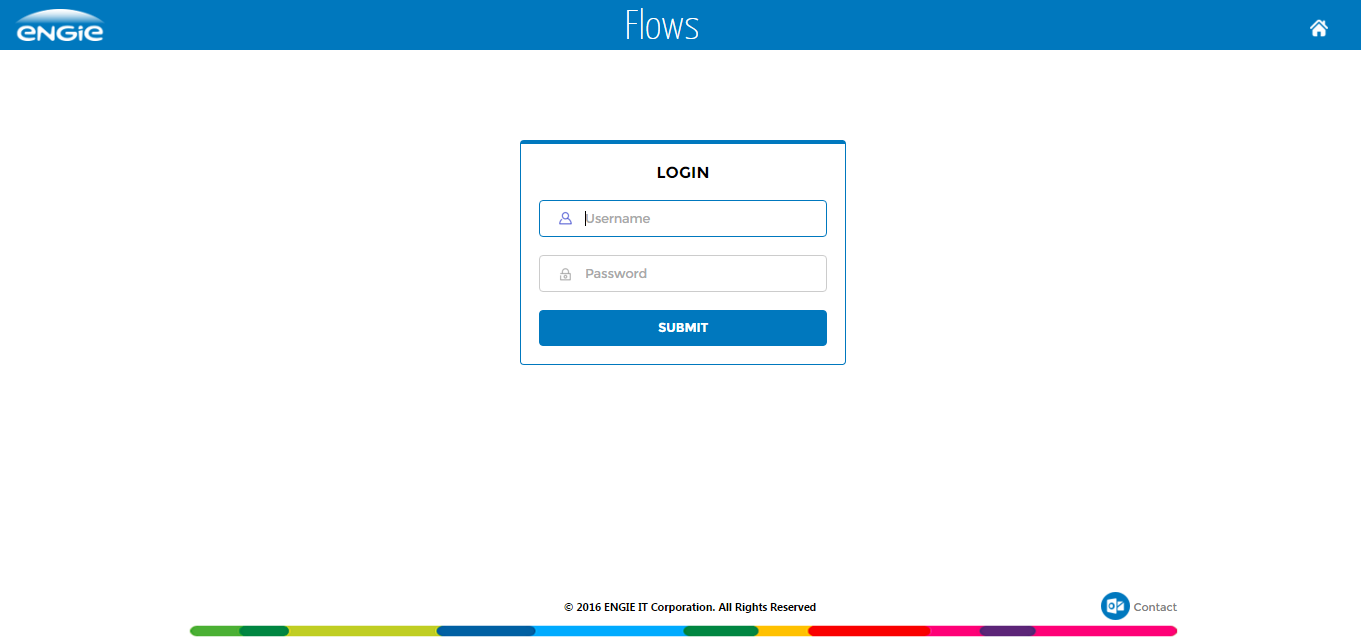 ENGIE
Flows
LOGIN
Username
Password
SUBMIT
© 2016 ENGIE IT Corporation. All Rights Reserved
Contact